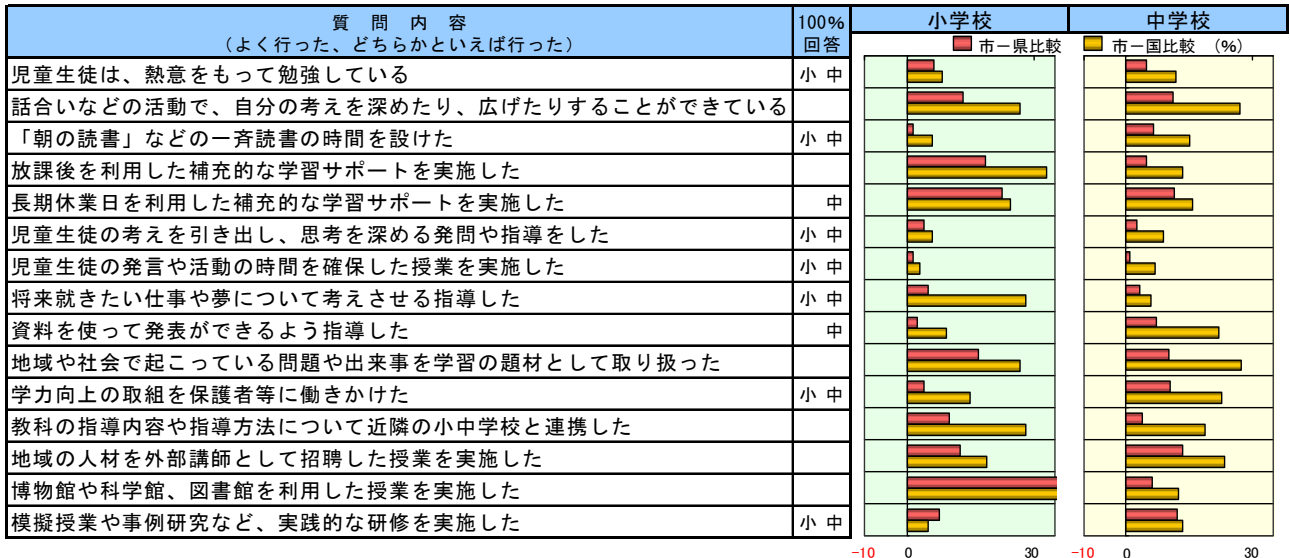 質 問 内 容
（よく行った、どちらかといえば行った）
100%
回答
小学校
中学校
市－県比較
市－国比較 (%)
30
30
児童生徒は、熱意をもって勉強している 小 中
話合いなどの活動で、自分の考えを深めたり、広げたりすることができている
「朝の読書」などの一斉読書の時間を設けた 小 中
放課後を利用した補充的な学習サポートを実施した
長期休業日を利用した補充的な学習サポートを実施した 中
児童生徒の考えを引き出し、思考を深める発問や指導をした 小 中
児童生徒の発言や活動の時間を確保した授業を実施した 小 中
将来就きたい仕事や夢について考えさせる指導した 小 中
資料を使って発表ができるよう指導した 中
地域や社会で起こっている問題や出来事を学習の題材として取り扱った
学力向上の取組を保護者等に働きかけた 小 中
教科の指導内容や指導方法について近隣の小中学校と連携した
地域の人材を外部講師として招聘した授業を実施した
博物館や科学館、図書館を利用した授業を実施した
模擬授業や事例研究など、実践的な研修を実施した 小 中
-10 0 30 -10 0 30